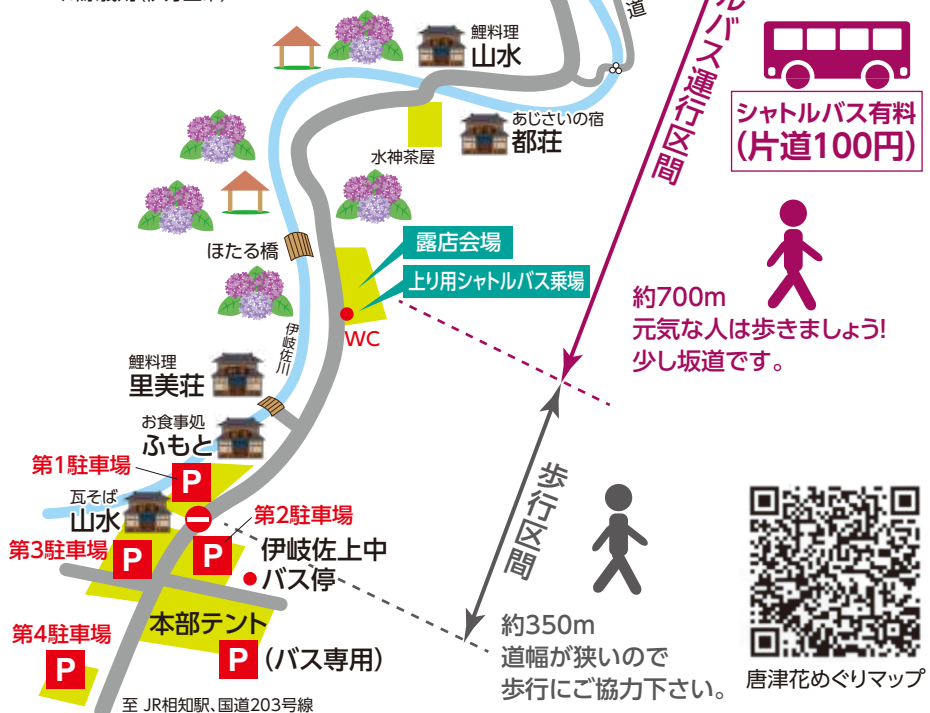 道
ルバス運行区間
シャトルバス有料
(片道100円)
鯉料理
山水
あじさいの宿
都荘
水神茶屋
ほたる橋
露店会場
上り用シャトルバス乗場
WC
約700m
元気な人は歩きましょう!
少し坂道です。
伊岐佐川
鯉料理
里美荘
お食事処
ふもと
第1駐車場
P
瓦そば
山水
第2駐車場
P
第3駐車場
P
伊岐佐上中
バス停
歩行区間
本部テント
P
(バス専用)
第4駐車場
P
約350m
道幅が狭いので
歩行にご協力下さい。
唐津花めぐりマップ
至 JR相知駅、国道203号線